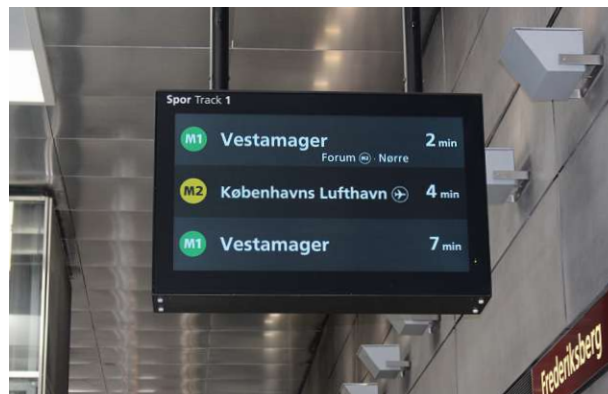 Spor Track 1
M1 Vestamager 2 min
Forum M3 · Nørre
M2 Københavns Lufthavn 4 min
M1 Vestamager 7 min
Frederiksberg